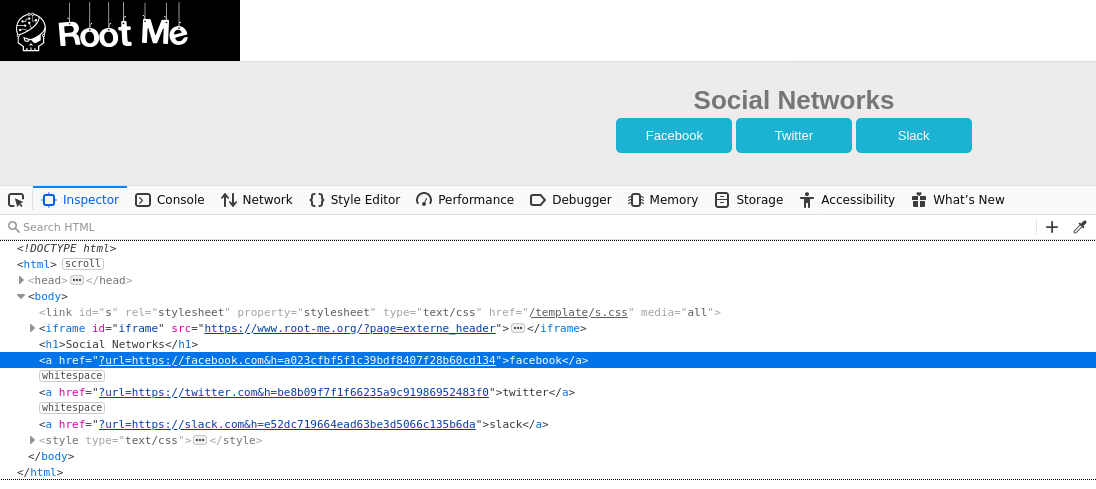 Root Me
Social Networks
Facebook Twitter Slack
Inspector Console Network Style Editor Performance Debugger Memory Storage Accessibility What's New
Search HTML
<!DOCTYPE html>
<html> scroll
<head> ••• </head>
<body>
<link id="s" rel="stylesheet" property="stylesheet" type="text/css" href="/template/s.css" media="all">
<iframe id="iframe" src="https://www.root-me.org/?page=externe_header"> ••• </iframe>
<h1>Social Networks</h1>
<a href="?url=https://facebook.com&h=a023cfbf5f1c39bdf8407f28b60cd134">facebook</a>
whitespace
<a href="?url=https://twitter.com&h=be8b09f7f1f66235a9c91986952483f0">twitter</a>
whitespace
<a href="?url=https://slack.com&h=e52dc719664ead63be3d5066c135b6da">slack</a>
<style type="text/css"> ••• </style>
</body>
</html>